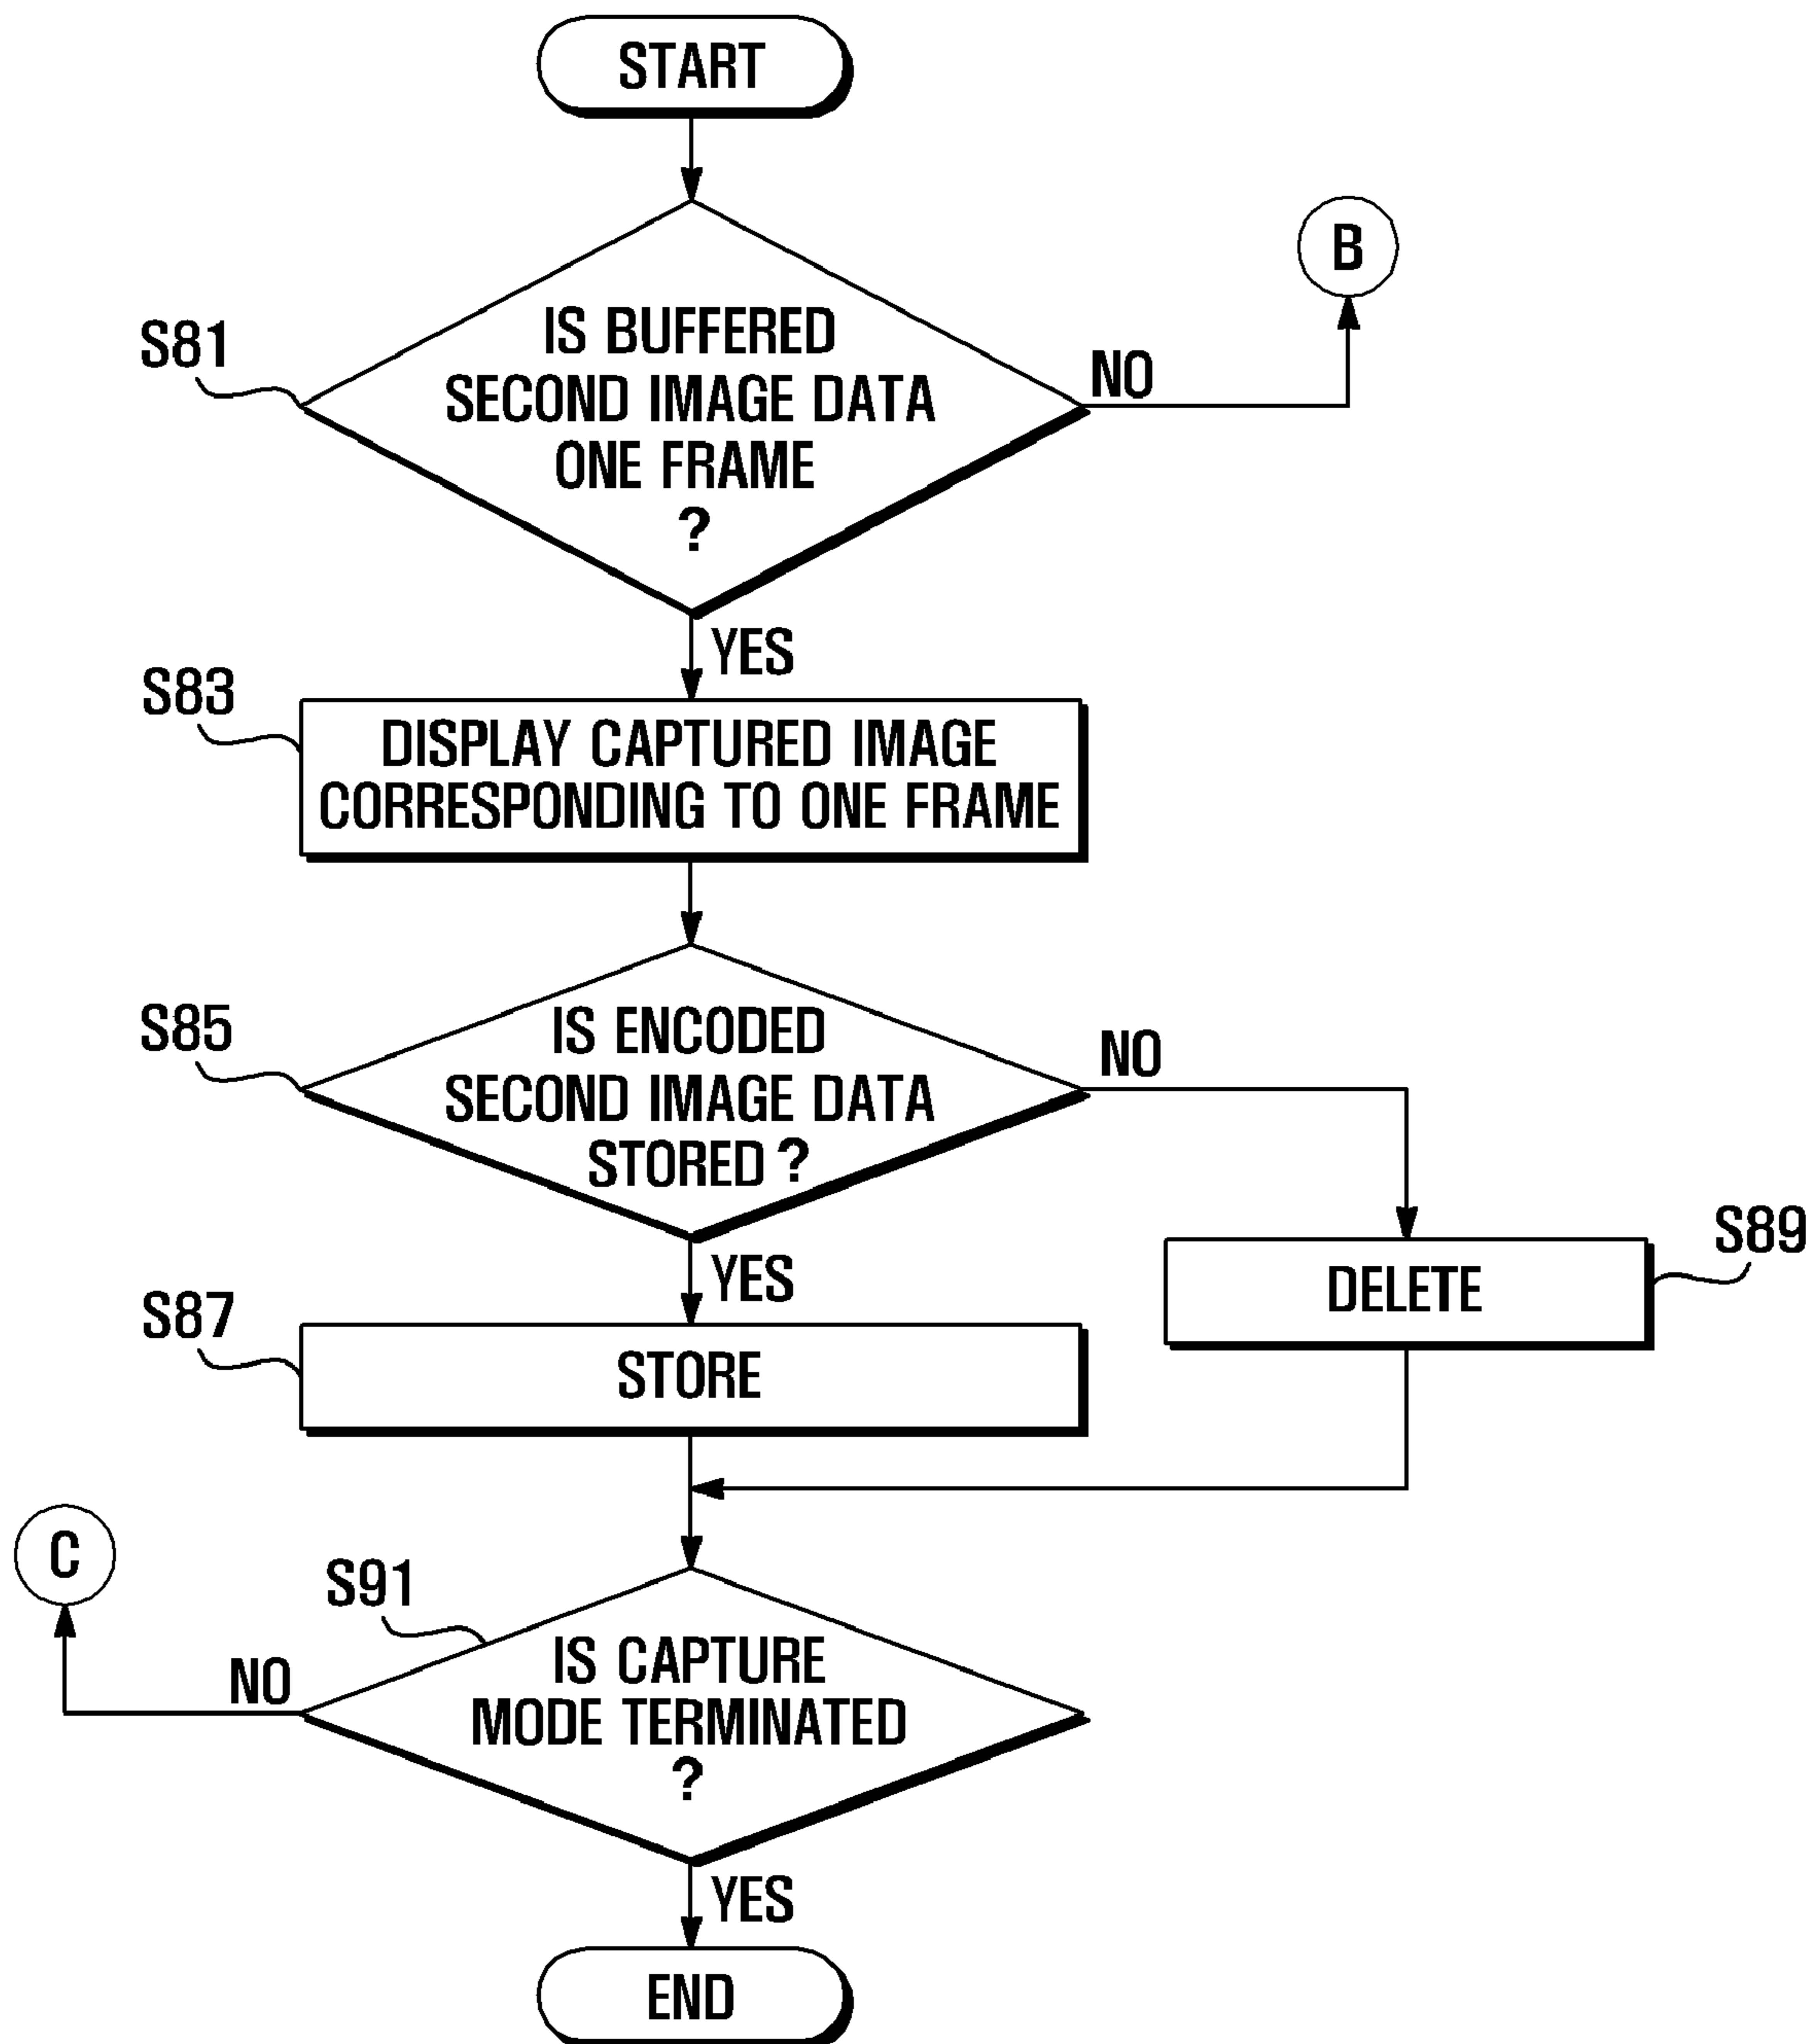 START
B
S81
IS BUFFERED
SECOND IMAGE DATA
ONE FRAME
?
NO
YES
S83
DISPLAY CAPTURED IMAGE
CORRESPONDING TO ONE FRAME
S85
IS ENCODED
SECOND IMAGE DATA
STORED ?
NO
YES
S89
DELETE
S87
STORE
C
S91
IS CAPTURE
MODE TERMINATED
?
NO
YES
END